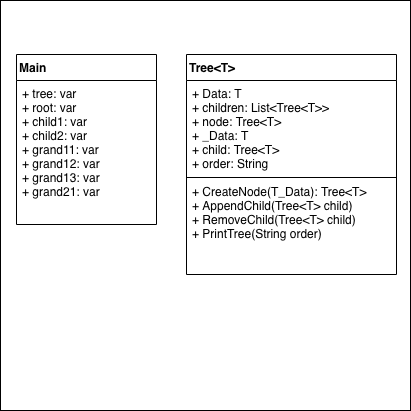 Main
+ tree: var
+ root: var
+ child1: var
+ child2: var
+ grand11: var
+ grand12: var
+ grand13: var
+ grand21: var
Tree<T>
+ Data: T
+ children: List<Tree<T>>
+ node: Tree<T>
+ _Data: T
+ child: Tree<T>
+ order: String
+ CreateNode(T_Data): Tree<T>
+ AppendChild(Tree<T> child)
+ RemoveChild(Tree<T> child)
+ PrintTree(String order)